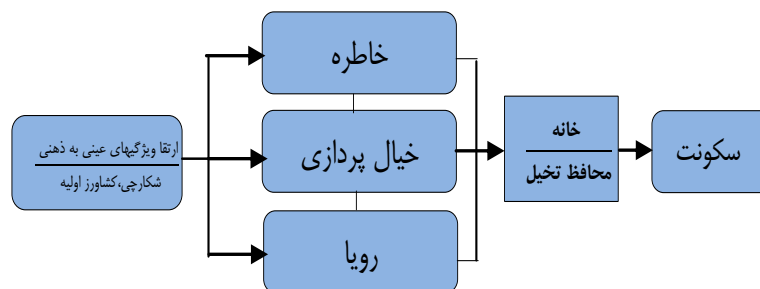 خاطره
ارتقا ویژگیهای عینی به ذهنی
شکارچی،کشاورز اولیه
خیال پردازی
خانه
محافظ تخیل
سکونت
رویا